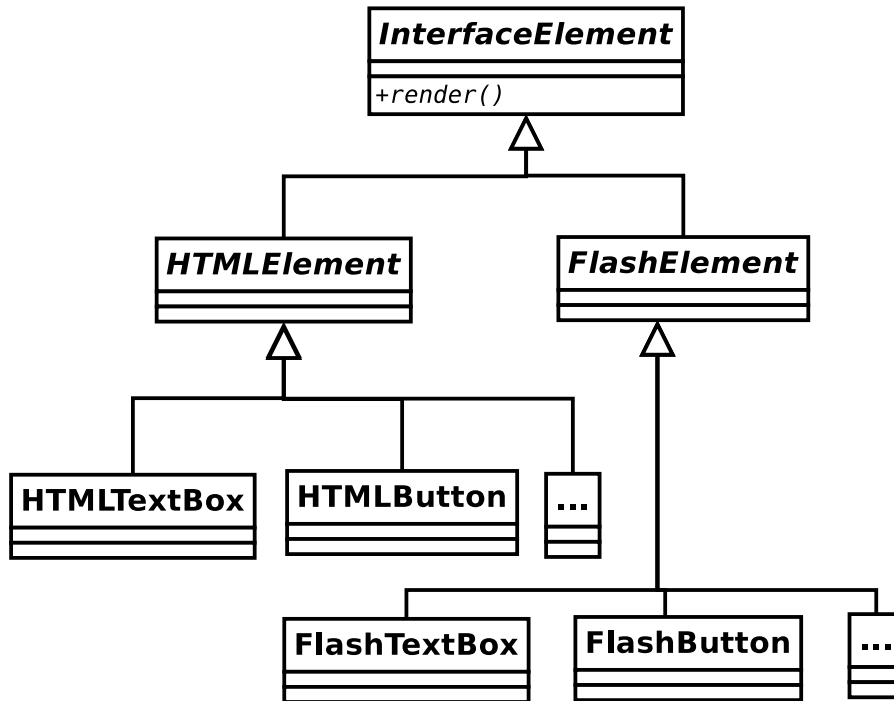 InterfaceElement
+render()
HTMLElement
FlashElement
HTMLTextBox
HTMLButton
...
FlashTextBox
FlashButton
...